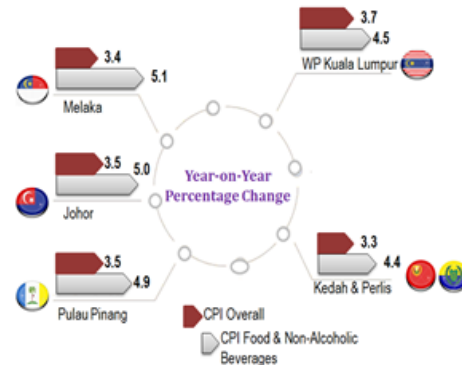 3.4
5.1
Melaka
3.7
4.5
WP Kuala Lumpur
3.5
5.0
Johor
Year-on-Year
Percentage Change
3.5
4.9
Pulau Pinang
3.3
4.4
Kedah & Perlis
CPI Overall
CPI Food & Non-Alcoholic
Beverages